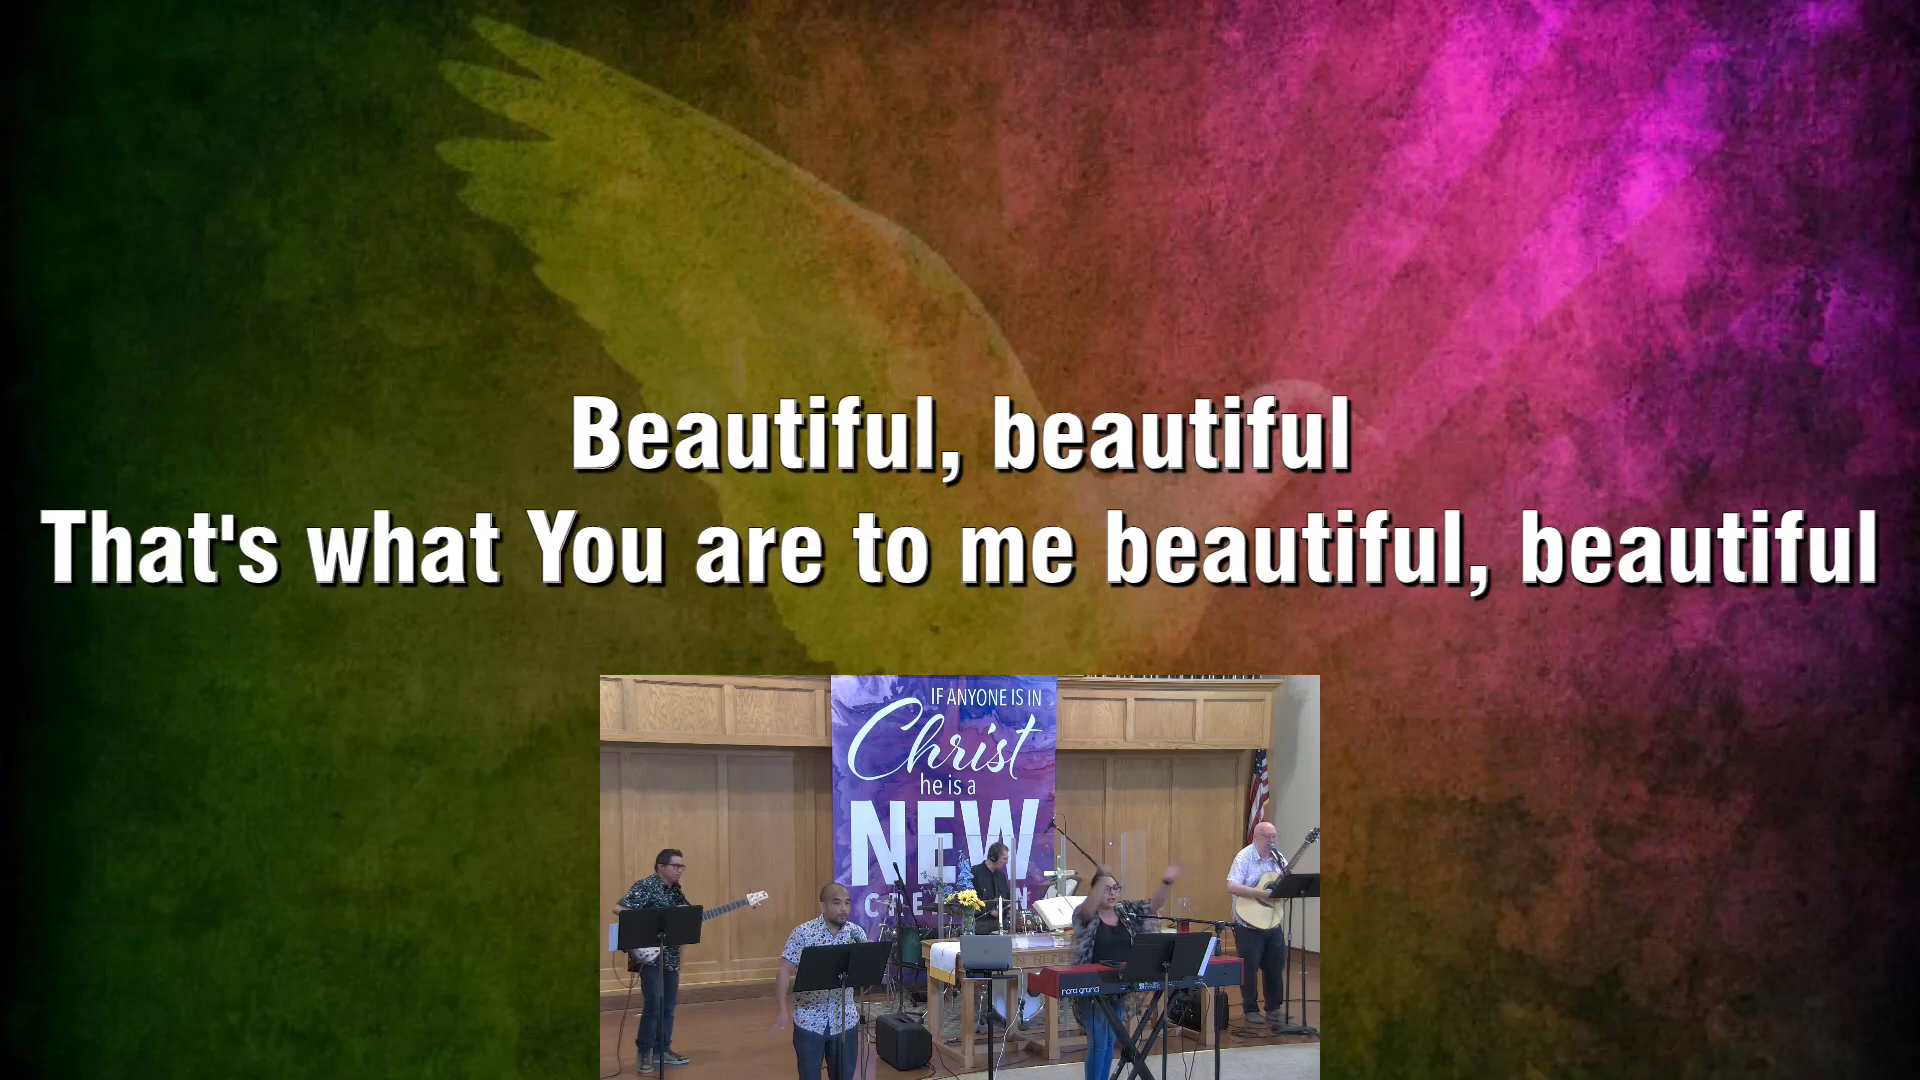 Beautiful, beautiful
That's what You are to me beautiful, beautiful
IF ANYONE IS IN
Christ
he is a
NEW
nord grand